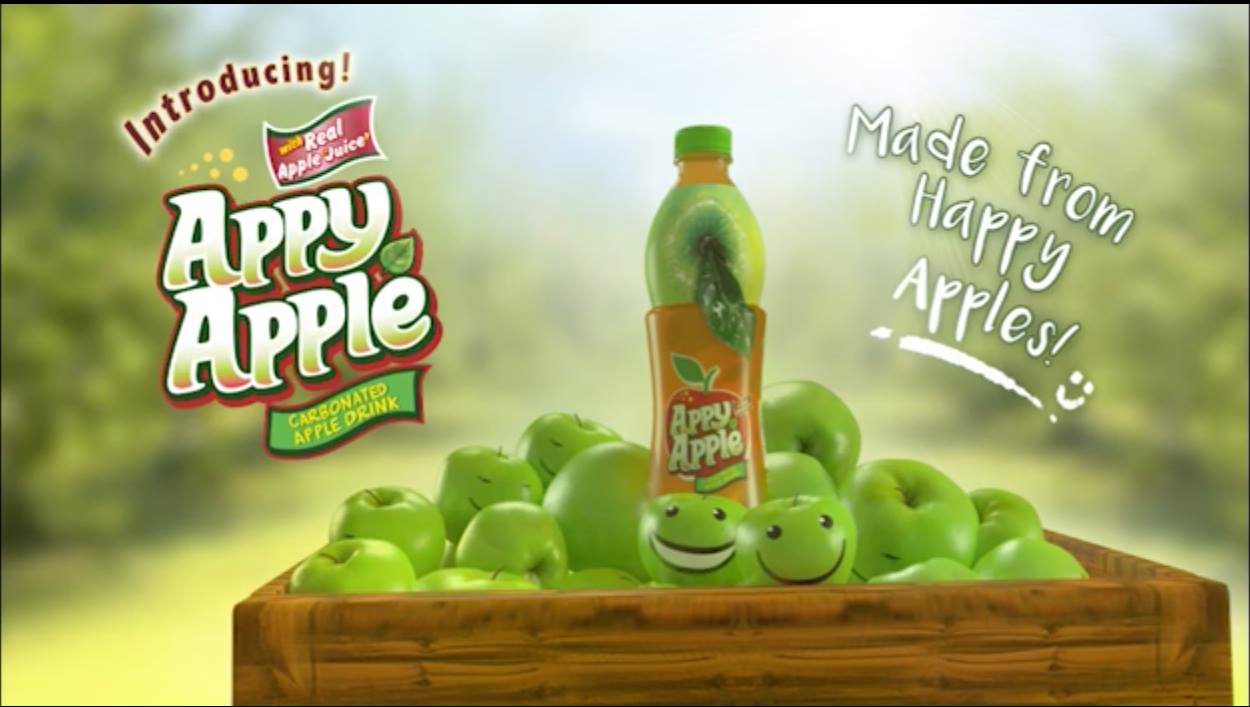 Introducing!
with Real
Apple Juice
APPY
APPLE
CARBONATED
APPLE DRINK
Made from
Happy
Apples!
APPY
APPLE